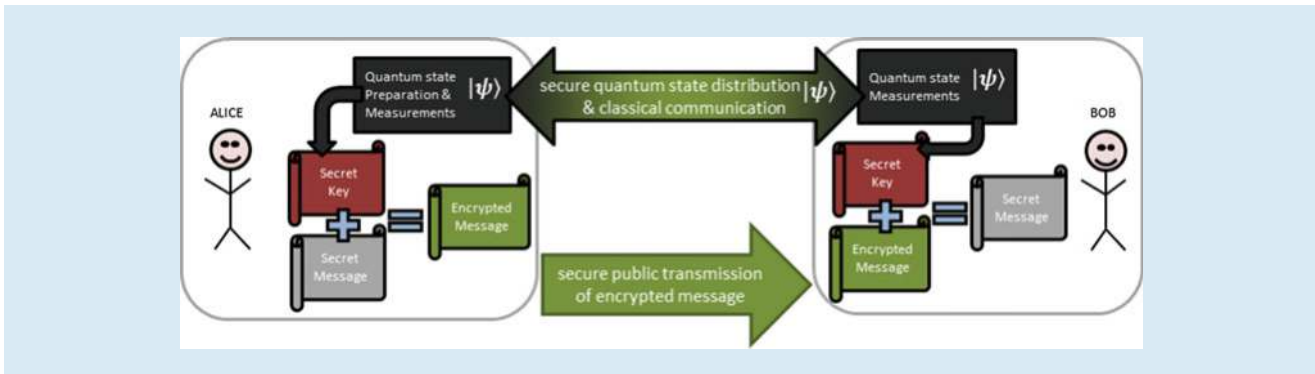 ALICE
Quantum state
Preparation &
Measurements
|ψ⟩
Secret
Key
Secret
Message
Encrypted
Message
secure quantum state distribution |ψ⟩
& classical communication
secure public transmission
of encrypted message
Quantum state
Measurements
|ψ⟩
BOB
Secret
Key
Encrypted
Message
Secret
Message